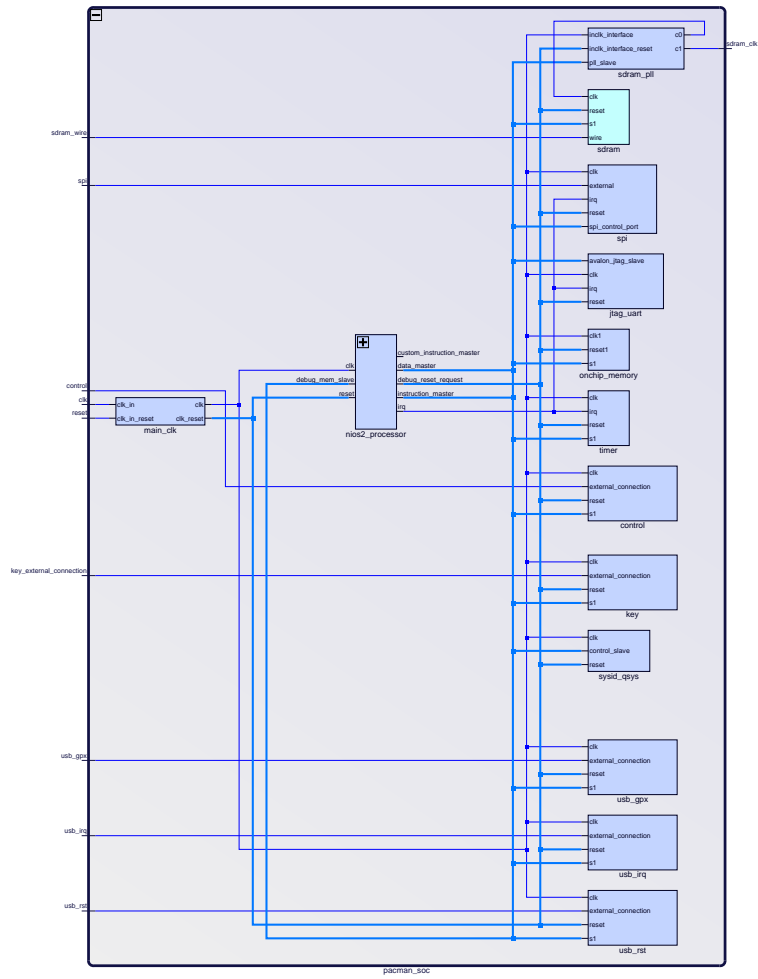 inclk_interface c0
inclk_interface_reset c1
pll_slave
sdram_pll
sdram_clk
clk
reset
s1
wire
sdram
sdram_wire
clk
external
irq
reset
spi_control_port
spi
spi
avalon_jtag_slave
clk
irq
reset
jtag_uart
clk1
reset1
s1
onchip_memory
custom_instruction_master
clk data_master
debug_mem_slave debug_reset_request
reset instruction_master
irq
nios2_processor
clk
irq
reset
s1
timer
control
clk
reset
clk_in clk
clk_in_reset clk_reset
main_clk
clk
external_connection
reset
s1
control
key_external_connection
clk
external_connection
reset
s1
key
clk
control_slave
reset
sysid_qsys
usb_gpx
clk
external_connection
reset
s1
usb_gpx
usb_irq
clk
external_connection
reset
s1
usb_irq
usb_rst
clk
external_connection
reset
s1
usb_rst
pacman_soc